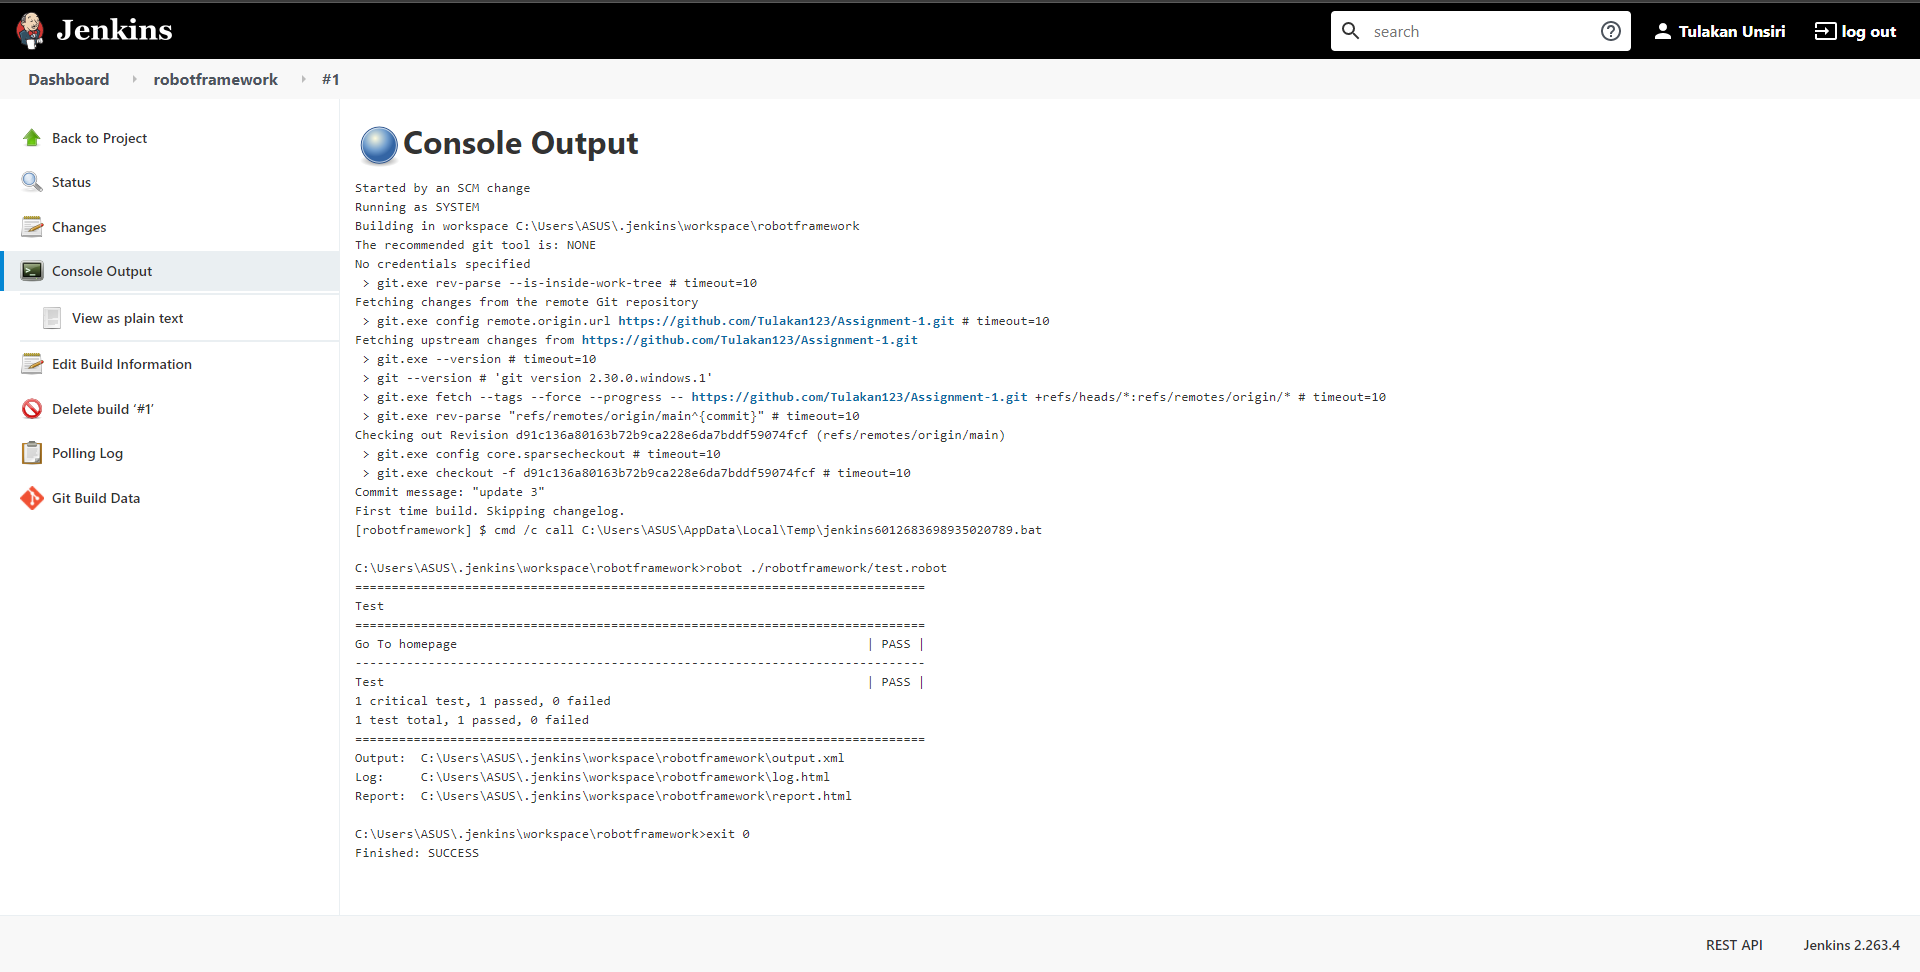 Jenkins
search
Tulakan Unsiri
log out
Dashboard
robotframework
#1
Back to Project
Status
Changes
Console Output
View as plain text
Edit Build Information
Delete build ‘#1’
Polling Log
Git Build Data
Console Output
Started by an SCM change
Running as SYSTEM
Building in workspace C:\Users\ASUS\.jenkins\workspace\robotframework
The recommended git tool is: NONE
No credentials specified
 > git.exe rev-parse --is-inside-work-tree # timeout=10
Fetching changes from the remote Git repository
 > git.exe config remote.origin.url https://github.com/Tulakan123/Assignment-1.git # timeout=10
Fetching upstream changes from https://github.com/Tulakan123/Assignment-1.git
 > git.exe --version # timeout=10
 > git --version # 'git version 2.30.0.windows.1'
 > git.exe fetch --tags --force --progress -- https://github.com/Tulakan123/Assignment-1.git +refs/heads/*:refs/remotes/origin/* # timeout=10
 > git.exe rev-parse "refs/remotes/origin/main^{commit}" # timeout=10
Checking out Revision d91c136a80163b72b9ca228e6da7bddf59074fcf (refs/remotes/origin/main)
 > git.exe config core.sparsecheckout # timeout=10
 > git.exe checkout -f d91c136a80163b72b9ca228e6da7bddf59074fcf # timeout=10
Commit message: "update 3"
First time build. Skipping changelog.
[robotframework] $ cmd /c call C:\Users\ASUS\AppData\Local\Temp\jenkins6012683698935020789.bat
C:\Users\ASUS\.jenkins\workspace\robotframework>robot ./robotframework/test.robot
==============================================================================
Test
==============================================================================
Go To homepage                                                        | PASS |
------------------------------------------------------------------------------
Test                                                                  | PASS |
1 critical test, 1 passed, 0 failed
1 test total, 1 passed, 0 failed
==============================================================================
Output:  C:\Users\ASUS\.jenkins\workspace\robotframework\output.xml
Log:     C:\Users\ASUS\.jenkins\workspace\robotframework\log.html
Report:  C:\Users\ASUS\.jenkins\workspace\robotframework\report.html
C:\Users\ASUS\.jenkins\workspace\robotframework>exit 0
Finished: SUCCESS
REST API
Jenkins 2.263.4